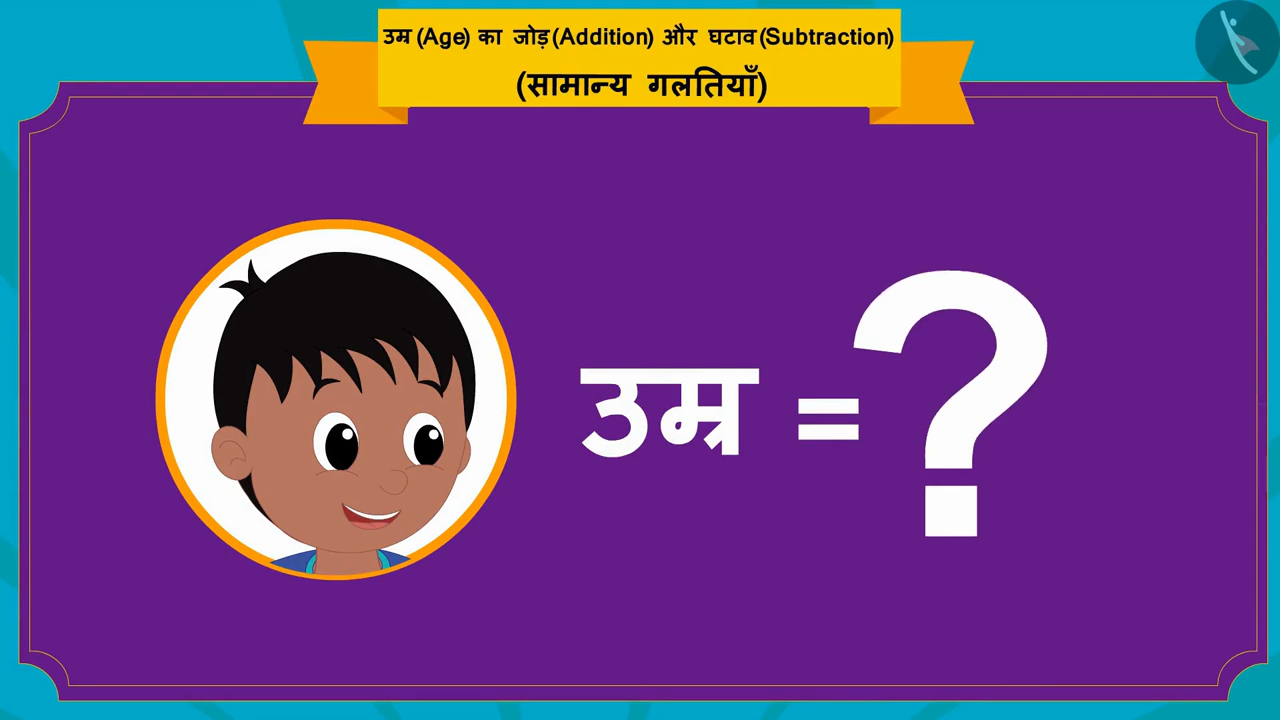 उम्र (Age) का जोड़ (Addition) और घटाव (Subtraction)
(सामान्य गलतियाँ)
उम्र = ?